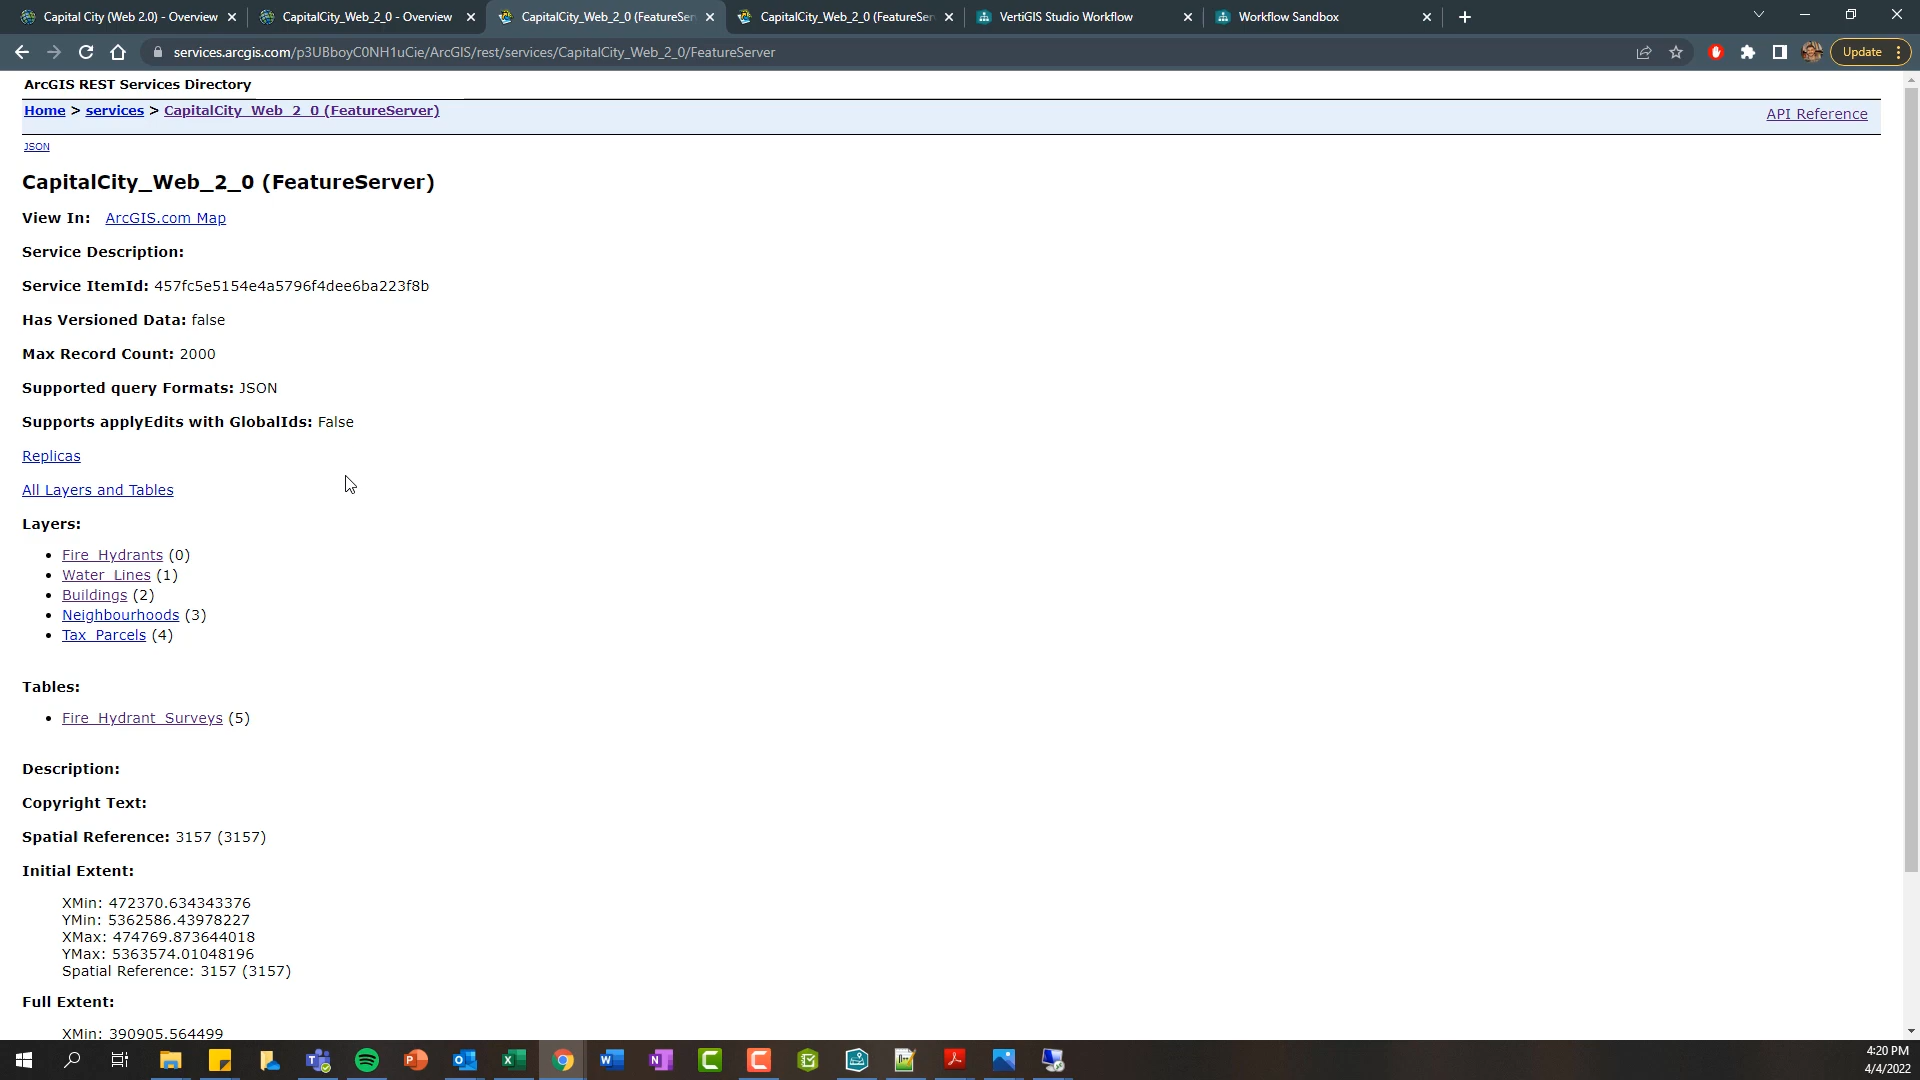 Capital City (Web 2.0) - Overview
CapitalCity_Web_2_0 - Overview
CapitalCity_Web_2_0 (FeatureSer
CapitalCity_Web_2_0 (FeatureSer
VertiGIS Studio Workflow
Workflow Sandbox
services.arcgis.com/p3UBboyC0NH1uCie/ArcGIS/rest/services/CapitalCity_Web_2_0/FeatureServer
Update
ArcGIS REST Services Directory
Home > services > CapitalCity_Web_2_0 (FeatureServer)
API Reference
JSON
CapitalCity_Web_2_0 (FeatureServer)
View In: ArcGIS.com Map
Service Description:
Service ItemId: 457fc5e5154e4a5796f4dee6ba223f8b
Has Versioned Data: false
Max Record Count: 2000
Supported query Formats: JSON
Supports applyEdits with GlobalIds: False
Replicas
All Layers and Tables
Layers:
• Fire_Hydrants (0)
• Water_Lines (1)
• Buildings (2)
• Neighbourhoods (3)
• Tax_Parcels (4)
Tables:
• Fire_Hydrant_Surveys (5)
Description:
Copyright Text:
Spatial Reference: 3157 (3157)
Initial Extent:
XMin: 472370.634343376
YMin: 5362586.43978227
XMax: 474769.873644018
YMax: 5363574.01048196
Spatial Reference: 3157 (3157)
Full Extent:
XMin: 390905.564499
4:20 PM
4/4/2022